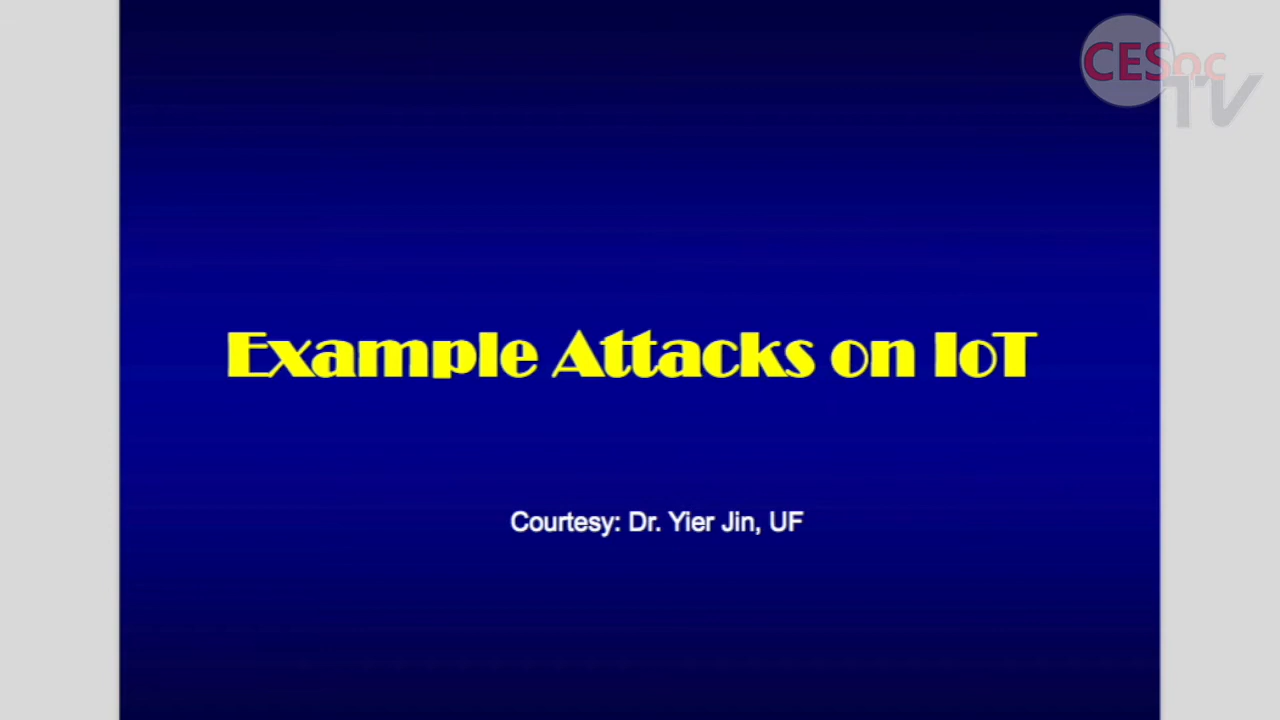 CESoc
TV
Example Attacks on IoT
Courtesy: Dr. Yier Jin, UF